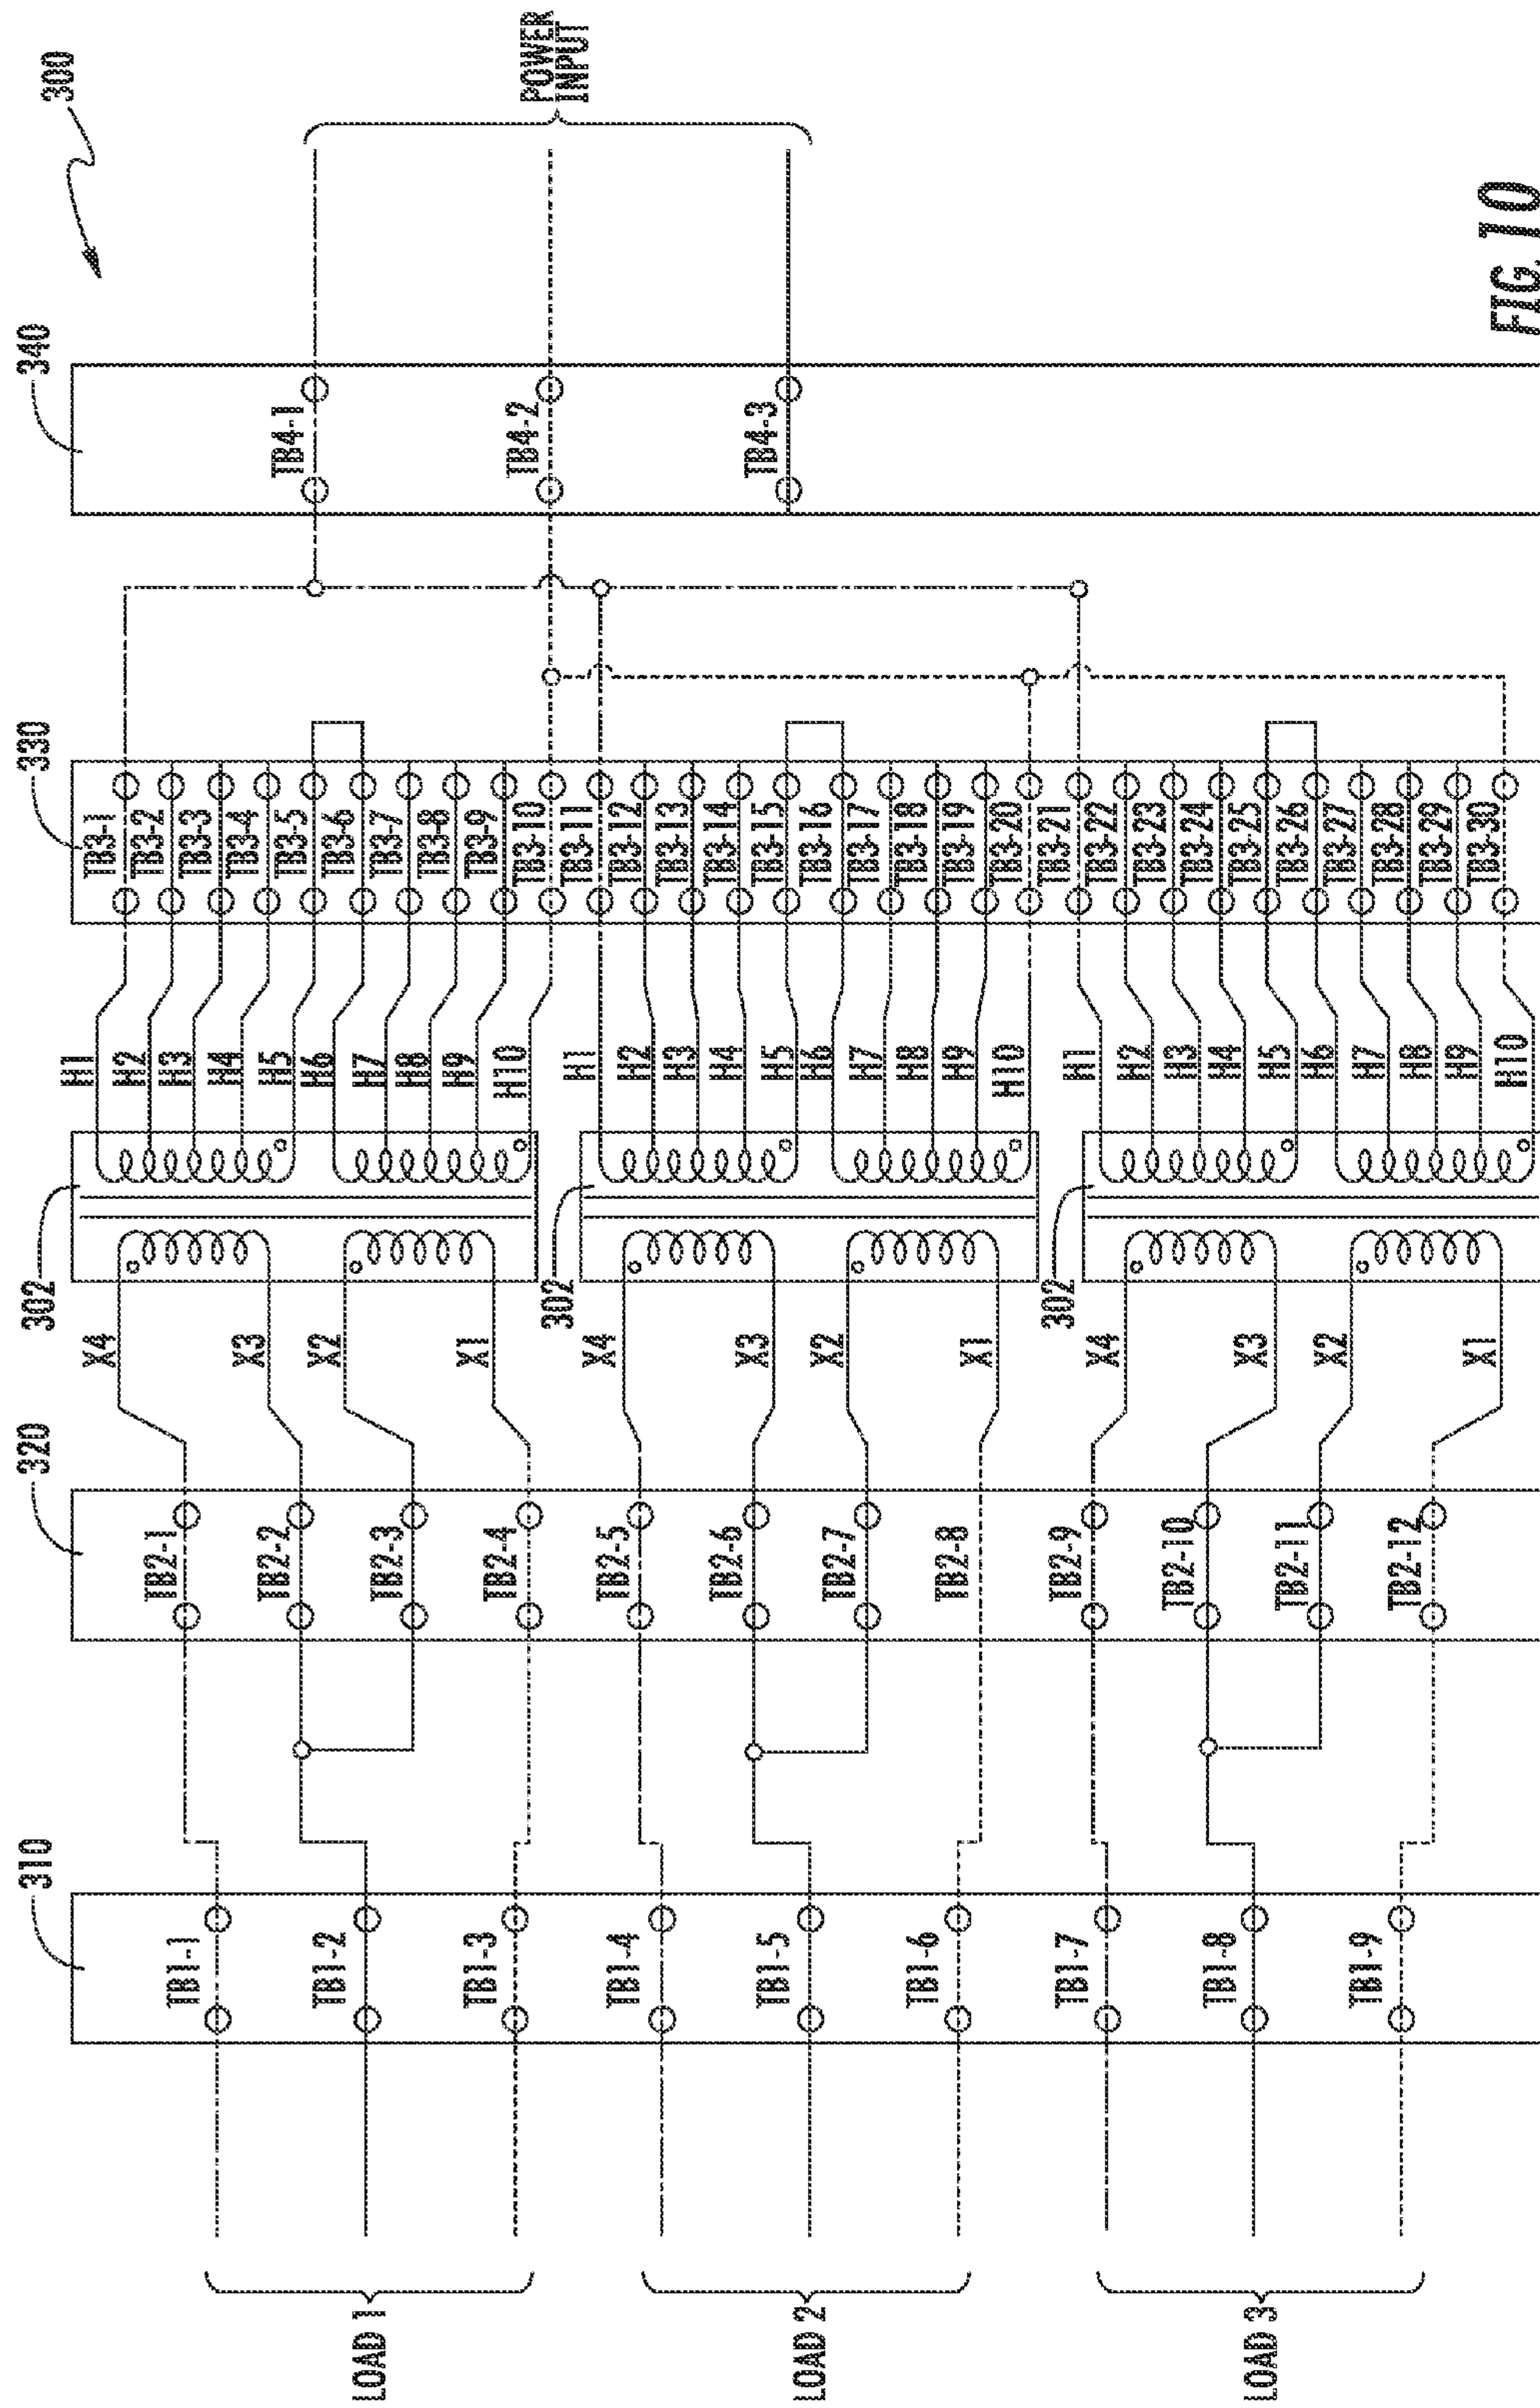 300
POWER
INPUT
340
TB4-1
TB4-2
TB4-3
330
TB3-1
TB3-2
TB3-3
TB3-4
TB3-5
TB3-6
TB3-7
TB3-8
TB3-9
TB3-10
TB3-11
TB3-12
TB3-13
TB3-14
TB3-15
TB3-16
TB3-17
TB3-18
TB3-19
TB3-20
TB3-21
TB3-22
TB3-23
TB3-24
TB3-25
TB3-26
TB3-27
TB3-28
TB3-29
TB3-30
H1
H2
H3
H4
H5
H6
H7
H8
H9
H10
H1
H2
H3
H4
H5
H6
H7
H8
H9
H10
H1
H2
H3
H4
H5
H6
H7
H8
H9
H10
302
302
302
X4
X3
X2
X1
X4
X3
X2
X1
X4
X3
X2
X1
320
TB2-1
TB2-2
TB2-3
TB2-4
TB2-5
TB2-6
TB2-7
TB2-8
TB2-9
TB2-10
TB2-11
TB2-12
310
TB1-1
TB1-2
TB1-3
TB1-4
TB1-5
TB1-6
TB1-7
TB1-8
TB1-9
LOAD 1
LOAD 2
LOAD 3
FIG. 10